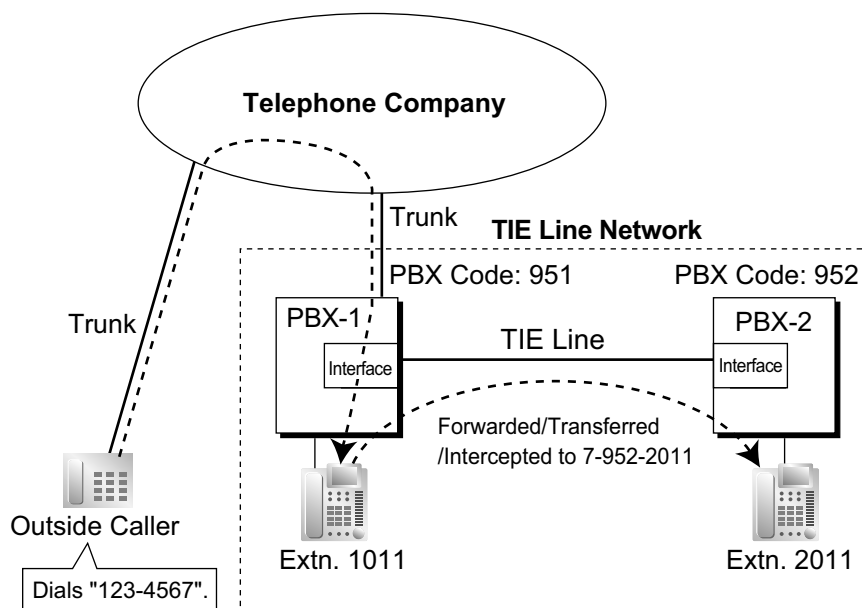 Telephone Company
Trunk
TIE Line Network
PBX Code: 951
PBX Code: 952
Trunk
PBX-1
PBX-2
TIE Line
Interface
Interface
Forwarded/Transferred
/Intercepted to 7-952-2011
Outside Caller
Extn. 1011
Extn. 2011
Dials "123-4567".